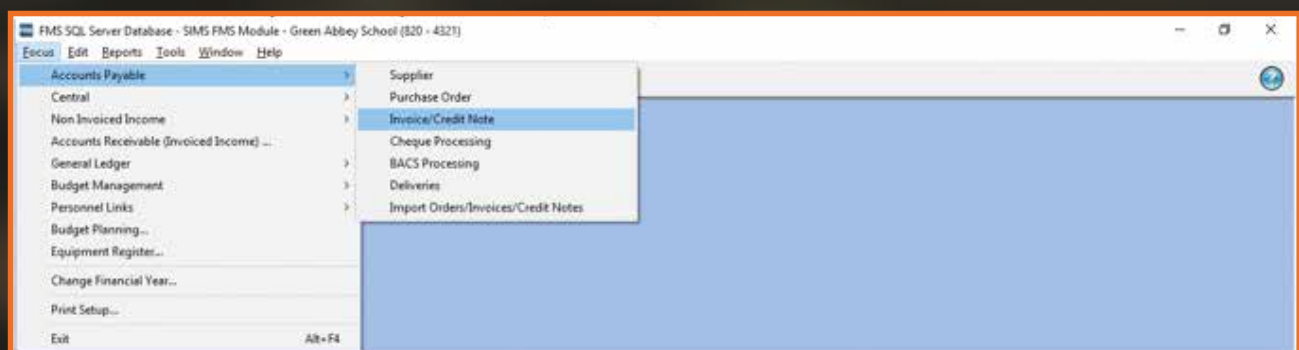 FMS SQL Server Database - SIMS FMS Module - Green Abbey School (820 - 4321)
Focus Edit Reports Tools Window Help
Accounts Payable
Central
Non Invoiced Income
Accounts Receivable (Invoiced Income) ...
General Ledger
Budget Management
Personnel Links
Budget Planning...
Equipment Register...
Change Financial Year...
Print Setup...
Exit Alt+F4
Supplier
Purchase Order
Invoice/Credit Note
Cheque Processing
BACS Processing
Deliveries
Import Orders/Invoices/Credit Notes